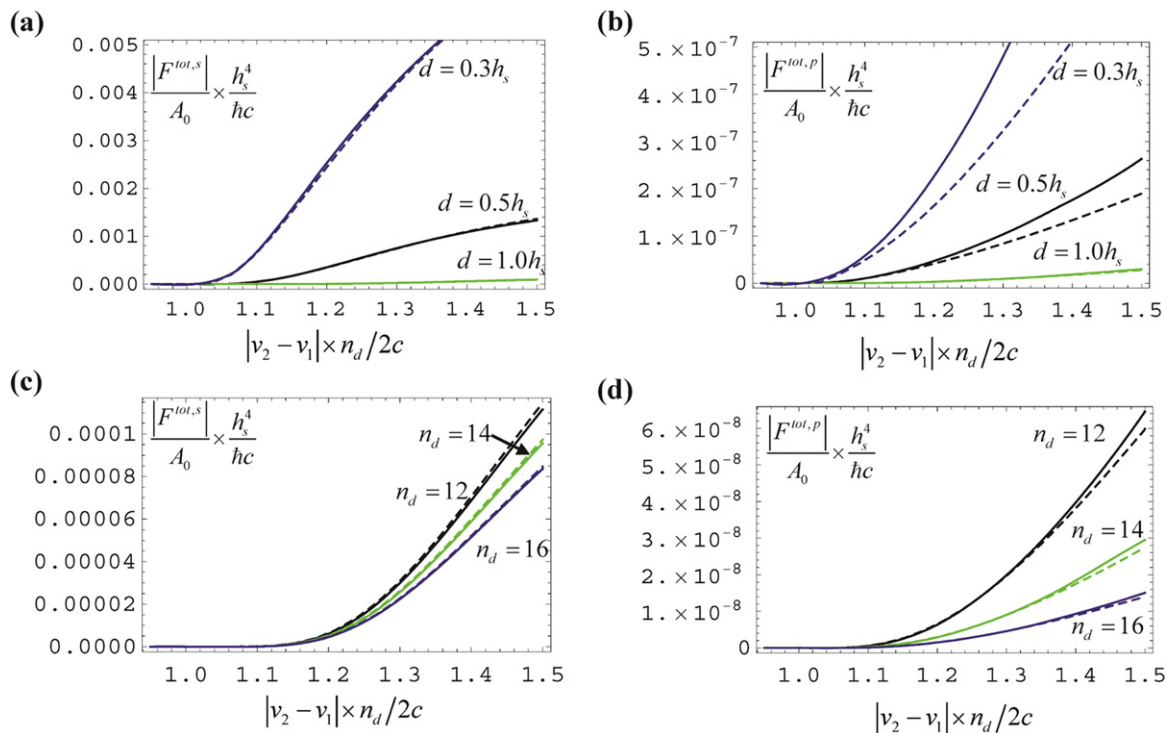 (a)
0.005
0.004
0.003
0.002
0.001
0.000
|F^{tot,s}|/A_0 × h_s^4/ħc
d = 0.3h_s
d = 0.5h_s
d = 1.0h_s
1.0 1.1 1.2 1.3 1.4 1.5
|v_2 − v_1| × n_d/2c
(b)
5. × 10^{-7}
4. × 10^{-7}
3. × 10^{-7}
2. × 10^{-7}
1. × 10^{-7}
0
|F^{tot,p}|/A_0 × h_s^4/ħc
d = 0.3h_s
d = 0.5h_s
d = 1.0h_s
1.0 1.1 1.2 1.3 1.4 1.5
|v_2 − v_1| × n_d/2c
(c)
0.0001
0.00008
0.00006
0.00004
0.00002
0.00000
|F^{tot,s}|/A_0 × h_s^4/ħc
n_d = 14
n_d = 12
n_d = 16
1.0 1.1 1.2 1.3 1.4 1.5
|v_2 − v_1| × n_d/2c
(d)
6. × 10^{-8}
5. × 10^{-8}
4. × 10^{-8}
3. × 10^{-8}
2. × 10^{-8}
1. × 10^{-8}
0
|F^{tot,p}|/A_0 × h_s^4/ħc
n_d = 12
n_d = 14
n_d = 16
1.0 1.1 1.2 1.3 1.4 1.5
|v_2 − v_1| × n_d/2c